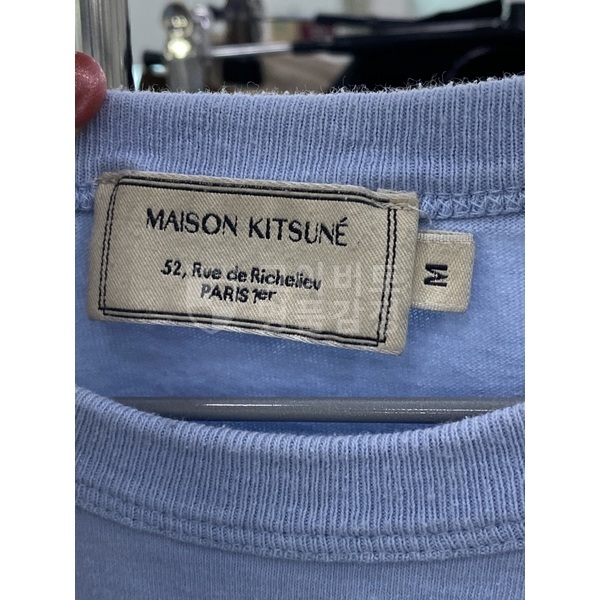 MAISON KITSUNÉ
52, Rue de Richelieu
PARIS 1er
M